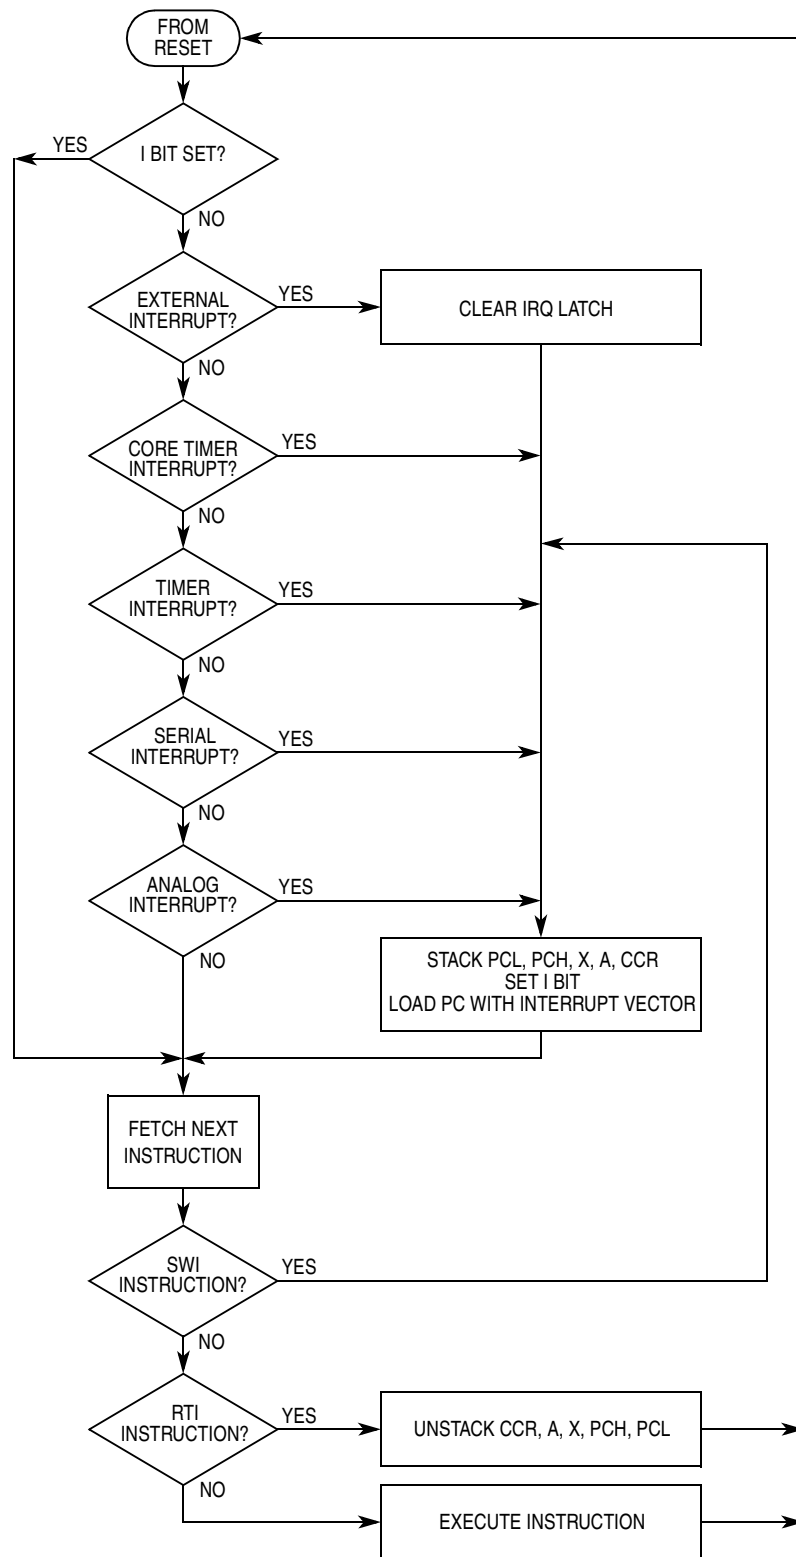 FROM
RESET
YES
I BIT SET?
NO
EXTERNAL
INTERRUPT?
YES
CLEAR IRQ LATCH
NO
CORE TIMER
INTERRUPT?
YES
NO
TIMER
INTERRUPT?
YES
NO
SERIAL
INTERRUPT?
YES
NO
ANALOG
INTERRUPT?
YES
NO
STACK PCL, PCH, X, A, CCR
SET I BIT
LOAD PC WITH INTERRUPT VECTOR
FETCH NEXT
INSTRUCTION
SWI
INSTRUCTION?
YES
NO
RTI
INSTRUCTION?
YES
UNSTACK CCR, A, X, PCH, PCL
NO
EXECUTE INSTRUCTION